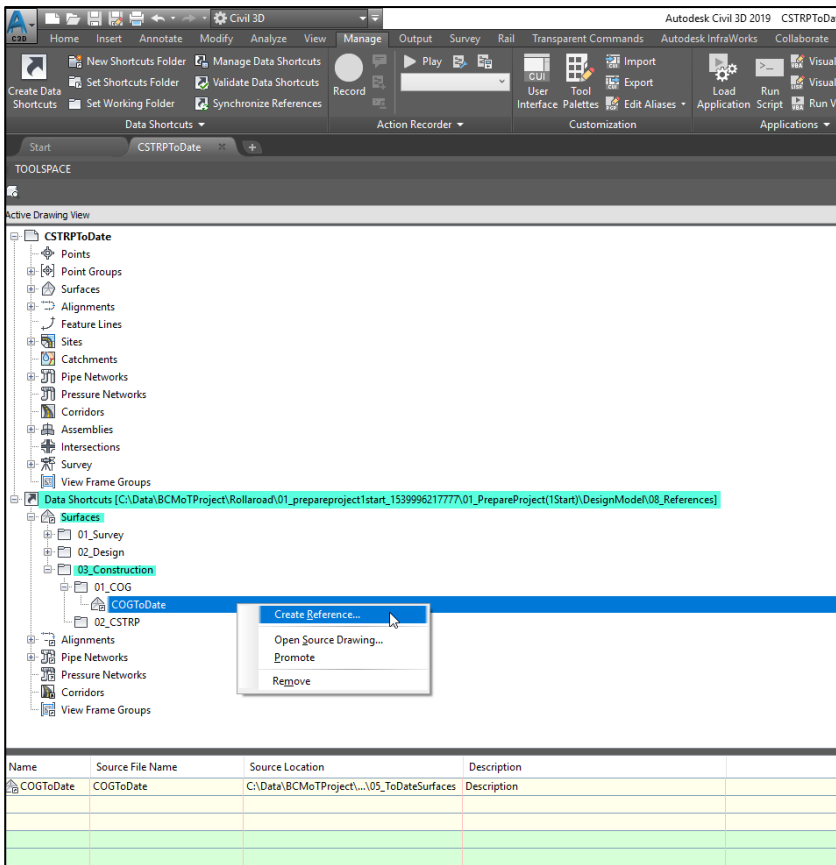 Civil 3D
Autodesk Civil 3D 2019 CSTRPToDa
C3D
Home Insert Annotate Modify Analyze View Manage Output Survey Rail Transparent Commands Autodesk InfraWorks Collaborate
New Shortcuts Folder Manage Data Shortcuts Play Import Visual
Set Shortcuts Folder Validate Data Shortcuts Export Visual
Create Data Shortcuts
Set Working Folder Synchronize References Edit Aliases Run V
Record
CUI
User Interface
Tool Palettes
Load Application
Run Script
Data Shortcuts Action Recorder Customization Applications
Start CSTRPToDate
TOOLSPACE
Active Drawing View
CSTRPToDate
Points
Point Groups
Surfaces
Alignments
Feature Lines
Sites
Catchments
Pipe Networks
Pressure Networks
Corridors
Assemblies
Intersections
Survey
View Frame Groups
Data Shortcuts [C:\Data\BCMoTProject\Rollaroad\01_prepareproject1start_1539996217777\01_PrepareProject(1Start)\DesignModel\08_References]
Surfaces
01_Survey
02_Design
03_Construction
01_COG
COGToDate
02_CSTRP
Create Reference...
Open Source Drawing...
Promote
Remove
Alignments
Pipe Networks
Pressure Networks
Corridors
View Frame Groups
Name Source File Name Source Location Description
COGToDate COGToDate C:\Data\BCMoTProject\...\05_ToDateSurfaces Description